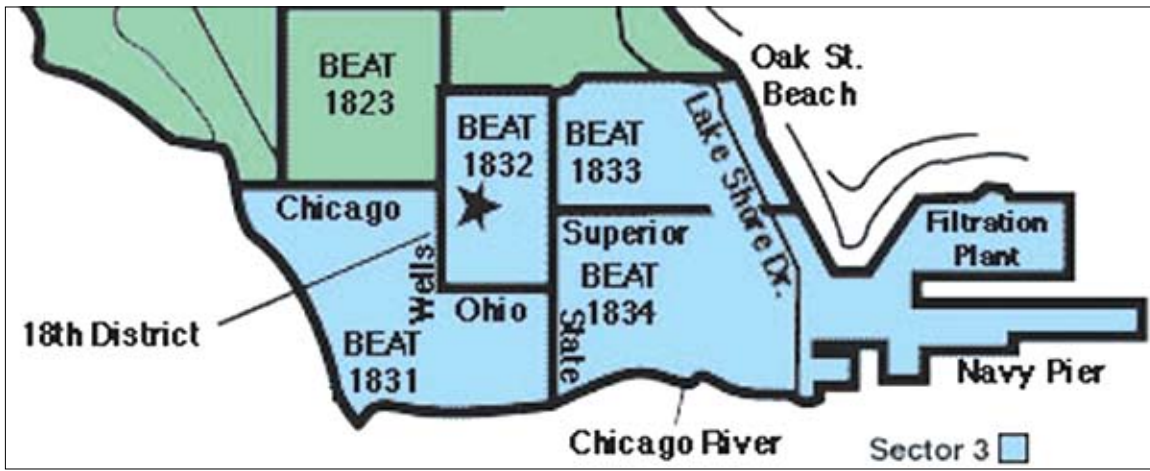 BEAT
1823
Oak St.
Beach
BEAT
1832
BEAT
1833
Lake Shore Dr.
Chicago
Superior
Filtration
Plant
Wells
BEAT
1834
Ohio
State
18th District
BEAT
1831
Navy Pier
Chicago River
Sector 3